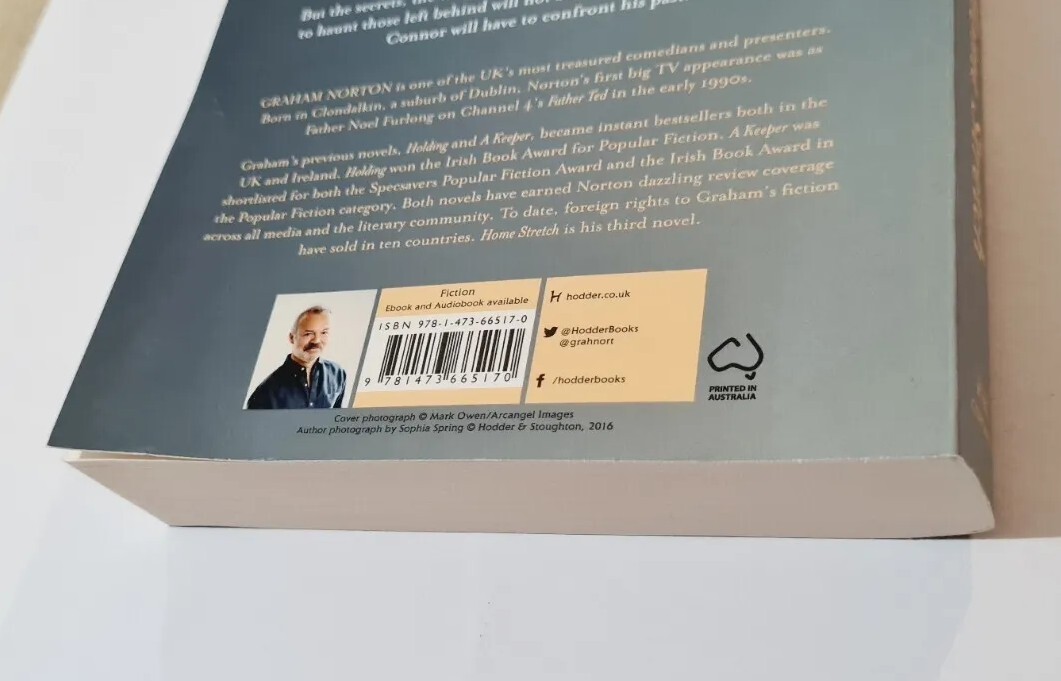 But the secrets, the
to haunt those left behind will not
Connor will have to confront his past
GRAHAM NORTON is one of the UK's most treasured comedians and presenters.
Born in Clondalkin, a suburb of Dublin, Norton's first big TV appearance was as
Father Noel Furlong on Channel 4's Father Ted in the early 1990s.
Graham's previous novels, Holding and A Keeper, became instant bestsellers both in the
UK and Ireland. Holding won the Irish Book Award for Popular Fiction. A Keeper was
shortlisted for both the Specsavers Popular Fiction Award and the Irish Book Award in
the Popular Fiction category. Both novels have earned Norton dazzling review coverage
across all media and the literary community. To date, foreign rights to Graham's fiction
have sold in ten countries. Home Stretch is his third novel.
Fiction
Ebook and Audiobook available
ISBN 978-1-473-66517-0
9 781473 665170
hodder.co.uk
@HodderBooks
@grahnort
/hodderbooks
PRINTED IN
AUSTRALIA
Cover photograph © Mark Owen/Arcangel Images
Author photograph by Sophia Spring © Hodder & Stoughton, 2016